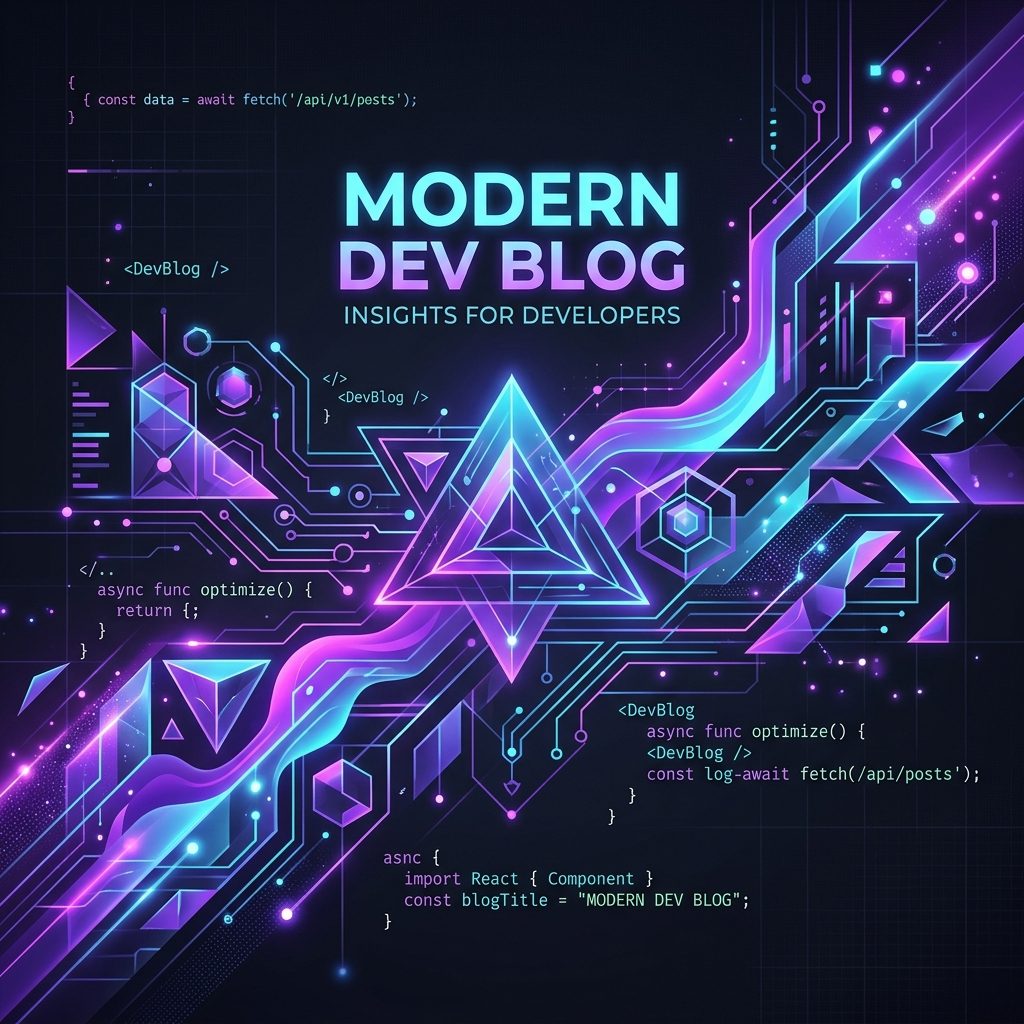 {
{ const data = await fetch('/api/v1/posts');
}
MODERN
DEV BLOG
INSIGHTS FOR DEVELOPERS
<DevBlog />
</>
<DevBlog />
}
</..
async func optimize() {
return {;
}
}
<DevBlog
async func optimize() {
<DevBlog />
const log-await fetch(/api/posts');
}
}
asnc {
import React { Component }
const blogTitle = "MODERN DEV BLOG";
}